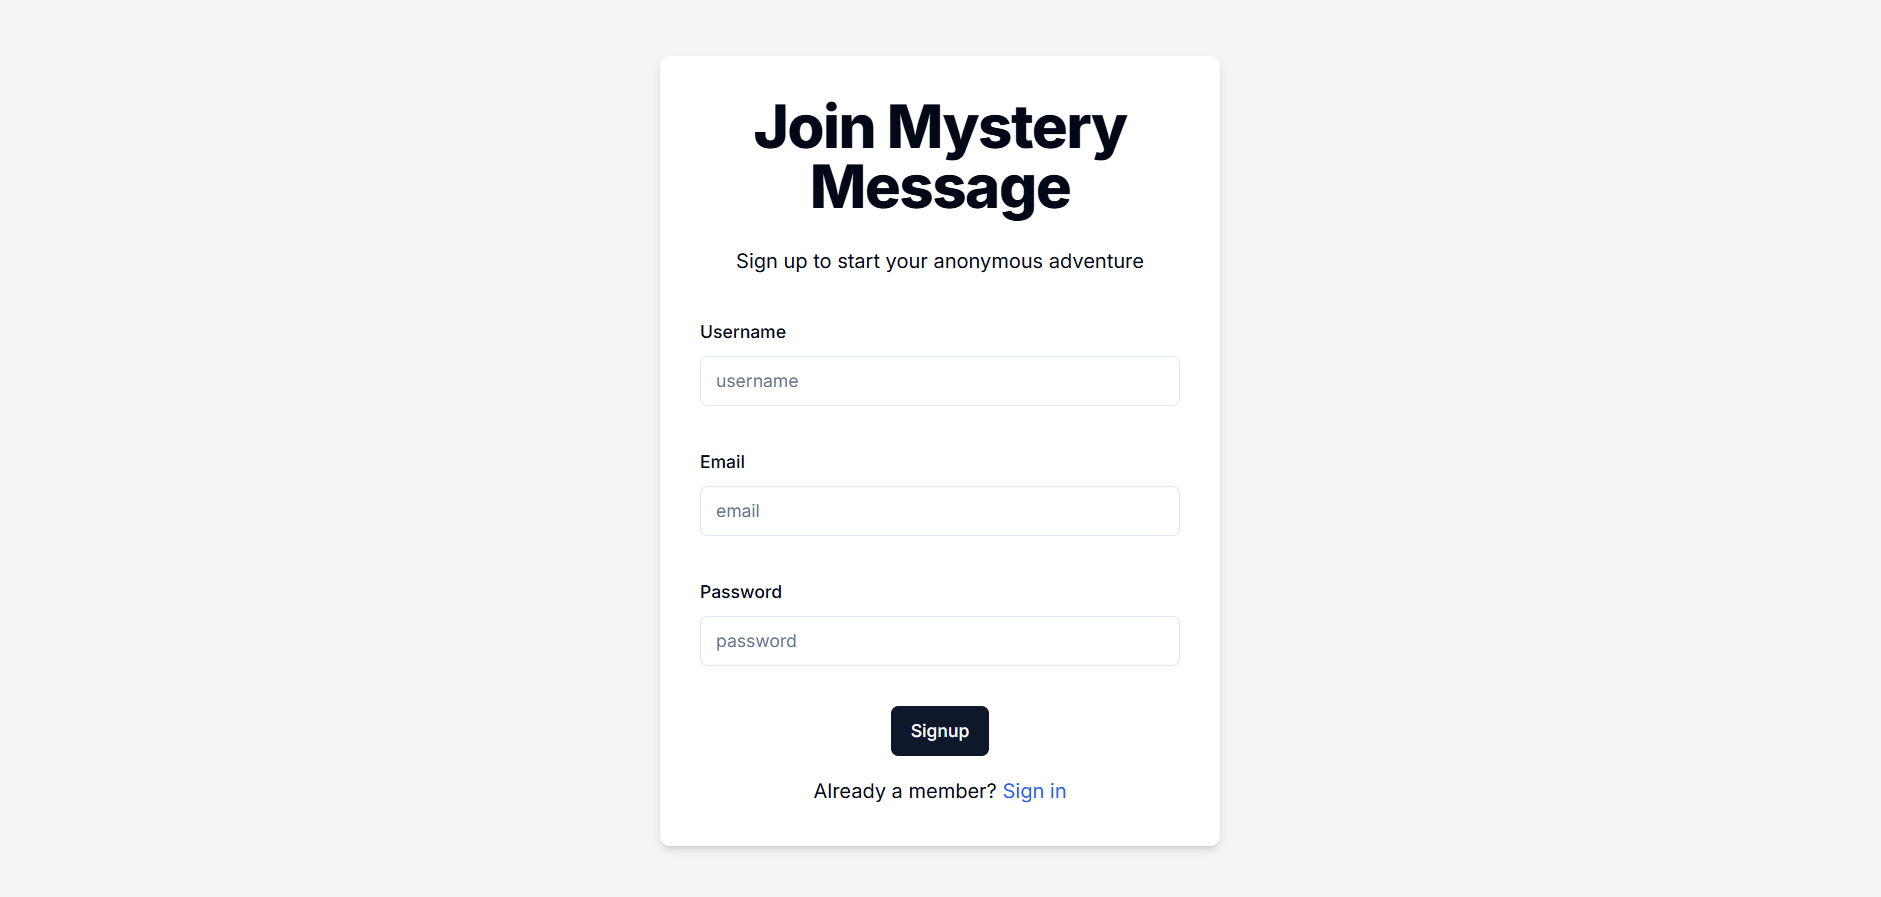 Join Mystery
Message
Sign up to start your anonymous adventure
Username
username
Email
email
Password
password
Signup
Already a member? Sign in